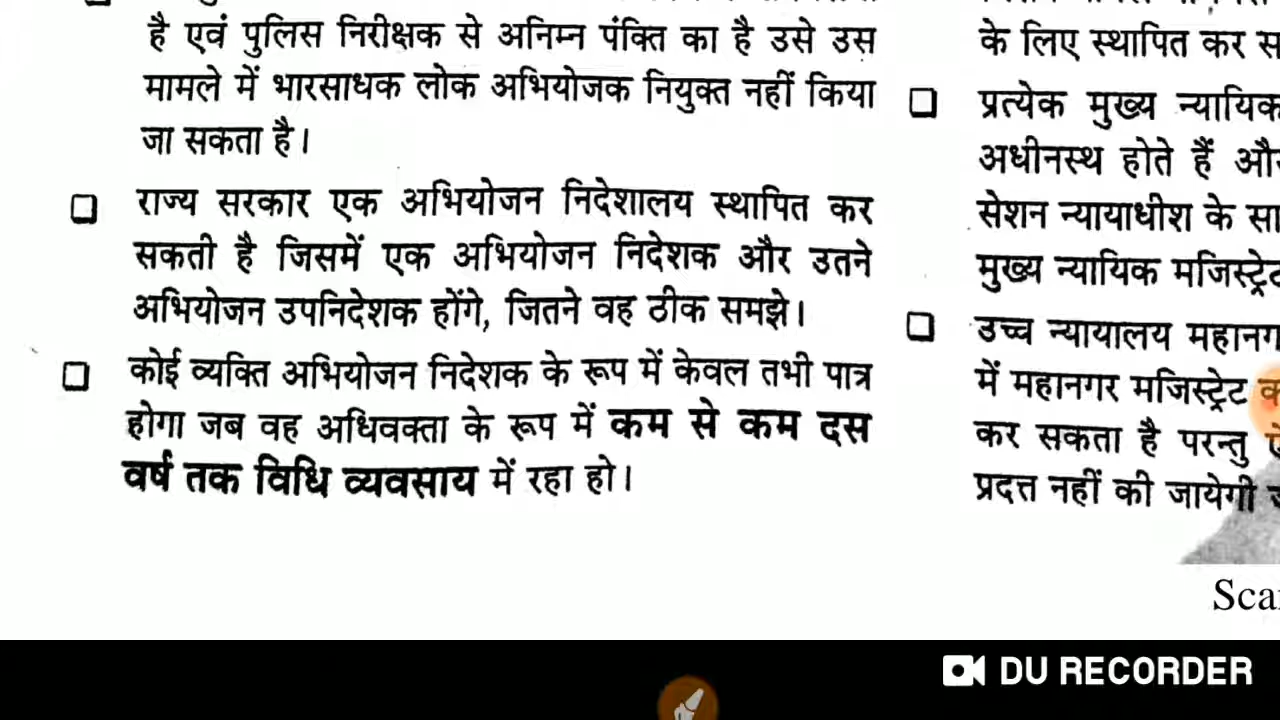 है एवं पुलिस निरीक्षक से अनिम्न पंक्ति का है उसे उस
मामले में भारसाधक लोक अभियोजक नियुक्त नहीं किया
जा सकता है।
राज्य सरकार एक अभियोजन निदेशालय स्थापित कर
सकती है जिसमें एक अभियोजन निदेशक और उतने
अभियोजन उपनिदेशक होंगे, जितने वह ठीक समझे।
कोई व्यक्ति अभियोजन निदेशक के रूप में केवल तभी पात्र
होगा जब वह अधिवक्ता के रूप में कम से कम दस
वर्ष तक विधि व्यवसाय में रहा हो।
के लिए स्थापित कर
प्रत्येक मुख्य न्यायिक
अधीनस्थ होते हैं
सेशन न्यायाधीश के
मुख्य न्यायिक मजिस्ट्रेट
उच्च न्यायालय
में महानगर मजिस्ट्रेट
कर सकता है परन्तु
प्रदत्त नहीं की जायेगी
DU RECORDER